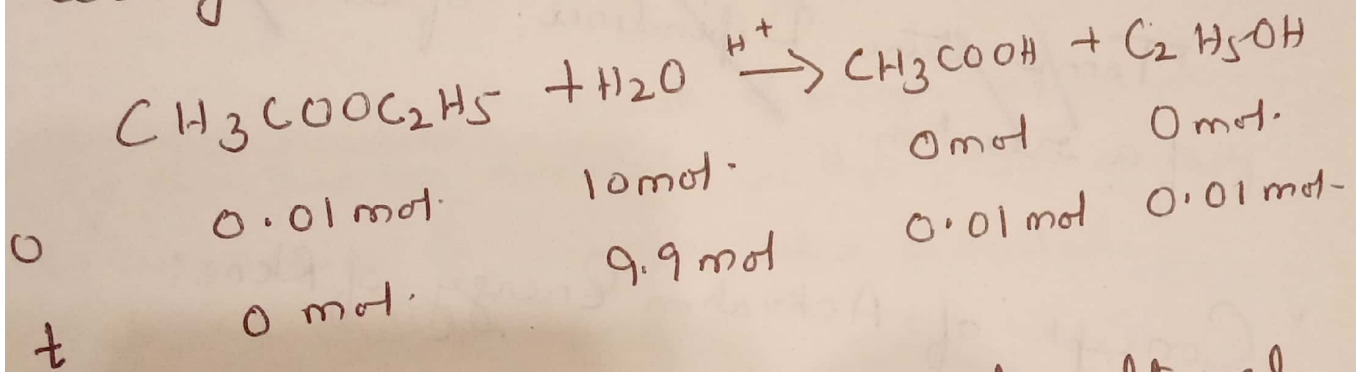 CH3COOC2H5 + H2O H+ → CH3COOH + C2H5OH
0 0.01 mol. 10 mol. 0 mol 0 mol.
t 0 mol. 9.9 mol 0.01 mol 0.01 mol-